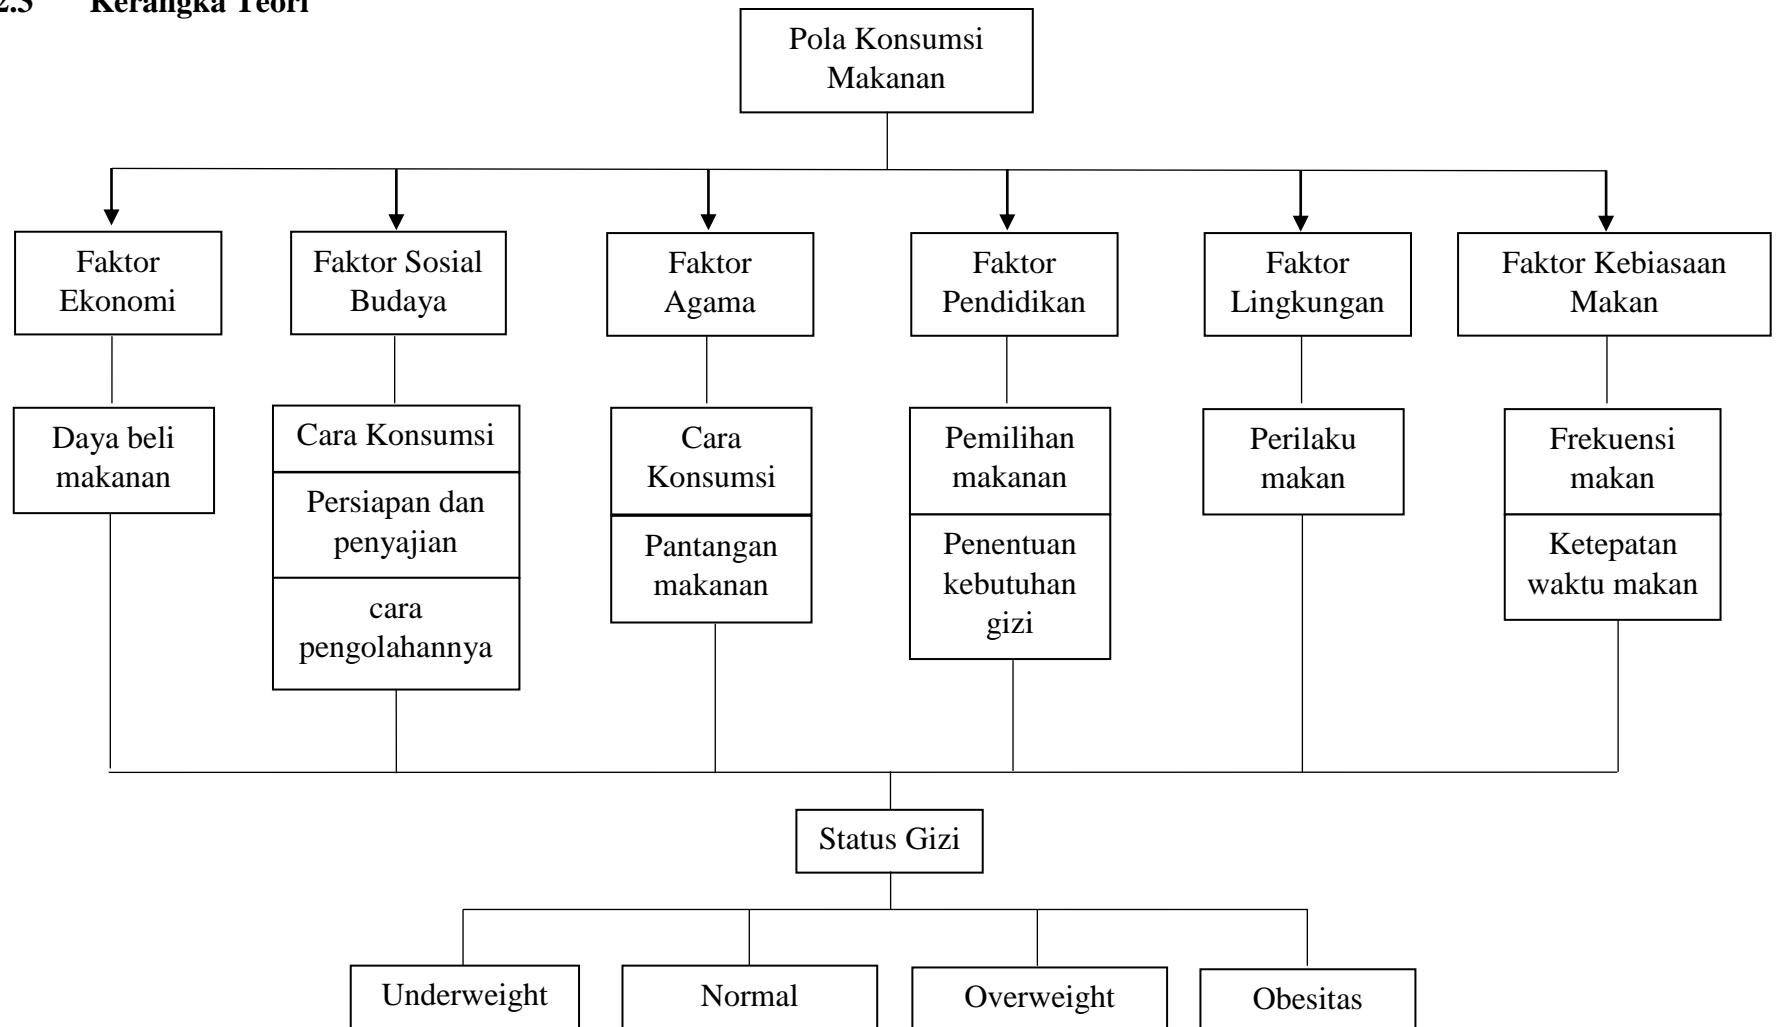 2.3 Kerangka Teori
Pola Konsumsi
Makanan
Faktor
Ekonomi
Faktor Sosial
Budaya
Faktor
Agama
Faktor
Pendidikan
Faktor
Lingkungan
Faktor Kebiasaan
Makan
Daya beli
makanan
Cara Konsumsi
Persiapan dan
penyajian
cara
pengolahannya
Cara
Konsumsi
Pantangan
makanan
Pemilihan
makanan
Penentuan
kebutuhan
gizi
Perilaku
makan
Frekuensi
makan
Ketepatan
waktu makan
Status Gizi
Underweight
Normal
Overweight
Obesitas